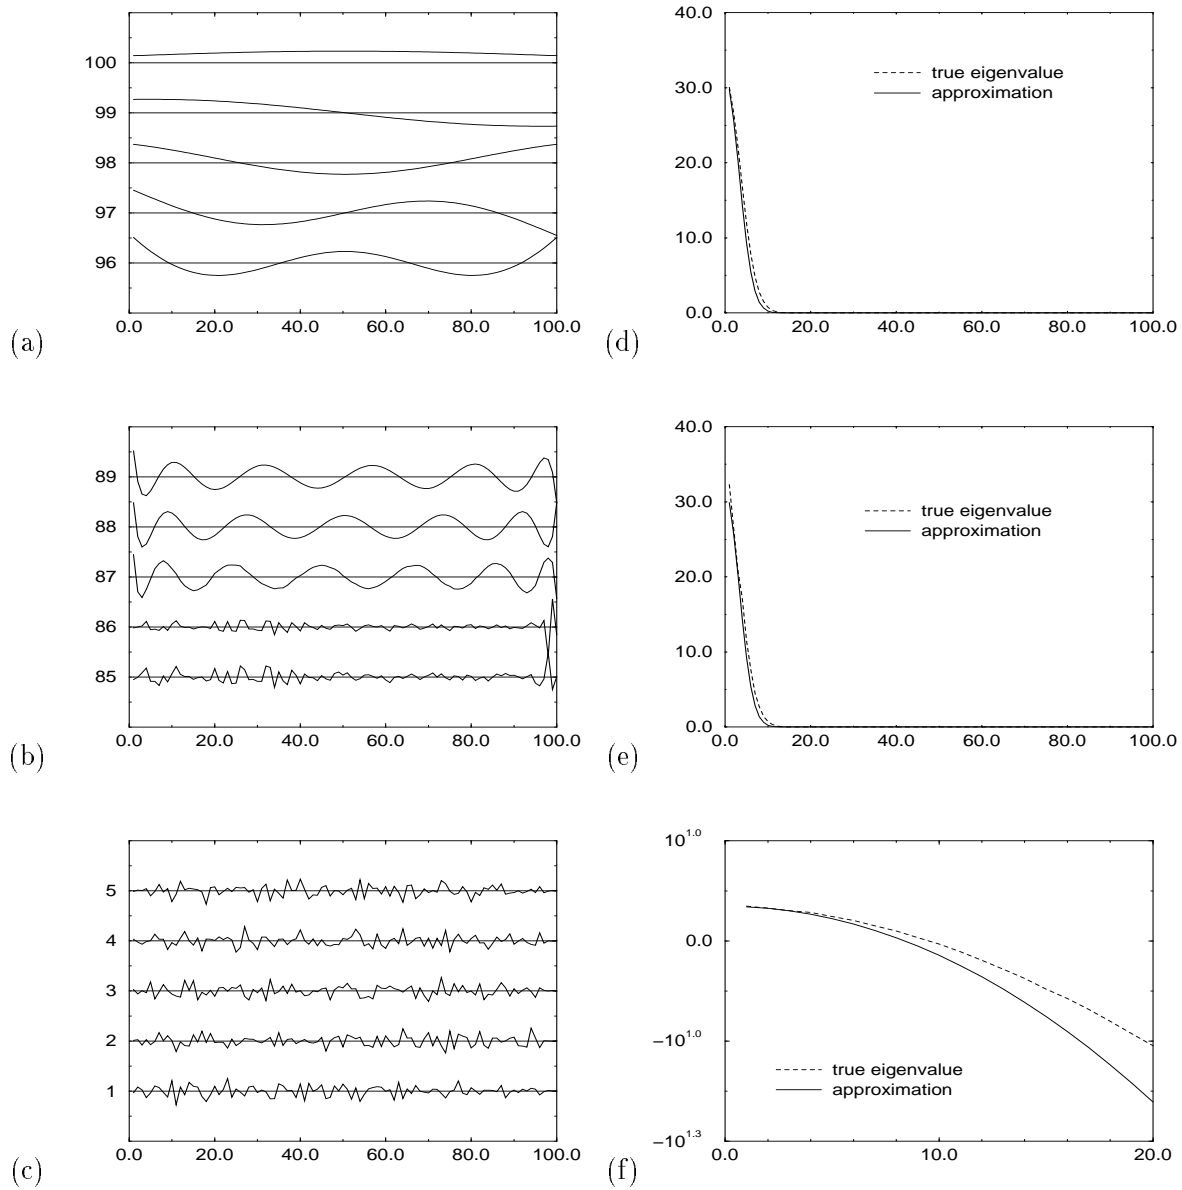 100
99
98
97
96
0.0 20.0 40.0 60.0 80.0 100.0
(a)
40.0
30.0
20.0
10.0
0.0
true eigenvalue
approximation
0.0 20.0 40.0 60.0 80.0 100.0
(d)
89
88
87
86
85
0.0 20.0 40.0 60.0 80.0 100.0
(b)
40.0
30.0
20.0
10.0
0.0
true eigenvalue
approximation
0.0 20.0 40.0 60.0 80.0 100.0
(e)
5
4
3
2
1
0.0 20.0 40.0 60.0 80.0 100.0
(c)
10^1.0
0.0
−10^1.0
−10^1.3
true eigenvalue
approximation
0.0 10.0 20.0
(f)